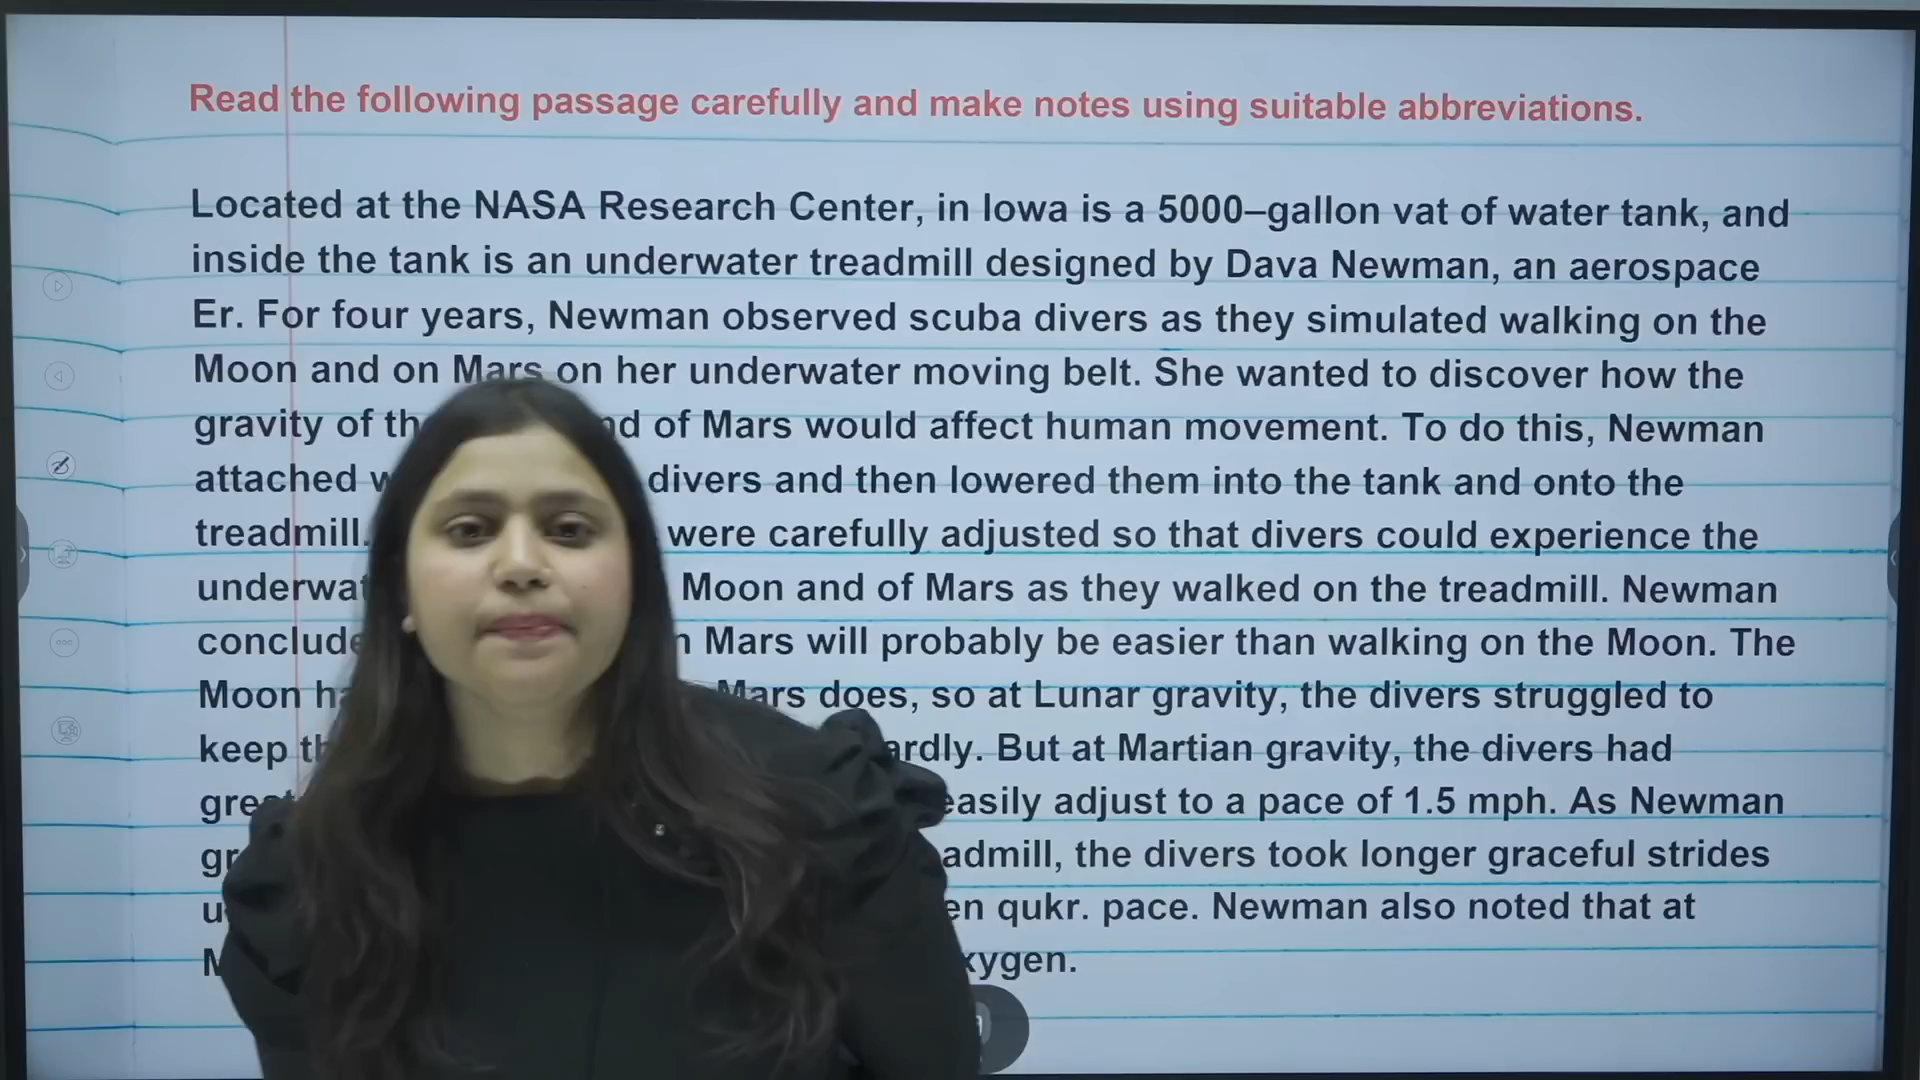 Read the following passage carefully and make notes using suitable abbreviations.
Located at the NASA Research Center, in Iowa is a 5000–gallon vat of water tank, and
inside the tank is an underwater treadmill designed by Dava Newman, an aerospace
Er. For four years, Newman observed scuba divers as they simulated walking on the
Moon and on Mars on her underwater moving belt. She wanted to discover how the
gravity of of Mars would affect human movement. To do this, Newman
attached divers and then lowered them into the tank and onto the
treadmill. were carefully adjusted so that divers could experience the
Moon and of Mars as they walked on the treadmill. Newman
Mars will probably be easier than walking on the Moon. The
Moon Mars does, so at Lunar gravity, the divers struggled to
keep But at Martian gravity, the divers had
easily adjust to a pace of 1.5 mph. As Newman
the divers took longer graceful strides
qukr. pace. Newman also noted that at